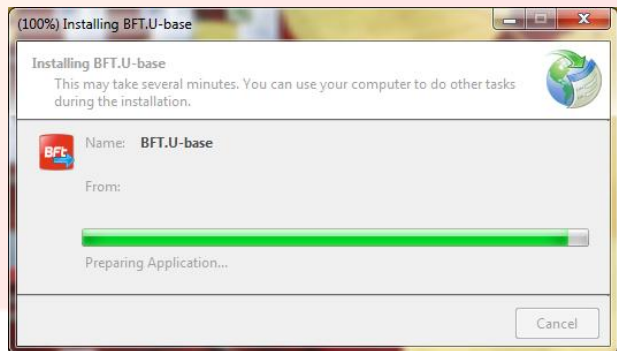 (100%) Installing BFT.U-base
Installing BFT.U-base
This may take several minutes. You can use your computer to do other tasks
during the installation.
BFt
Name: BFT.U-base
From:
Preparing Application...
Cancel